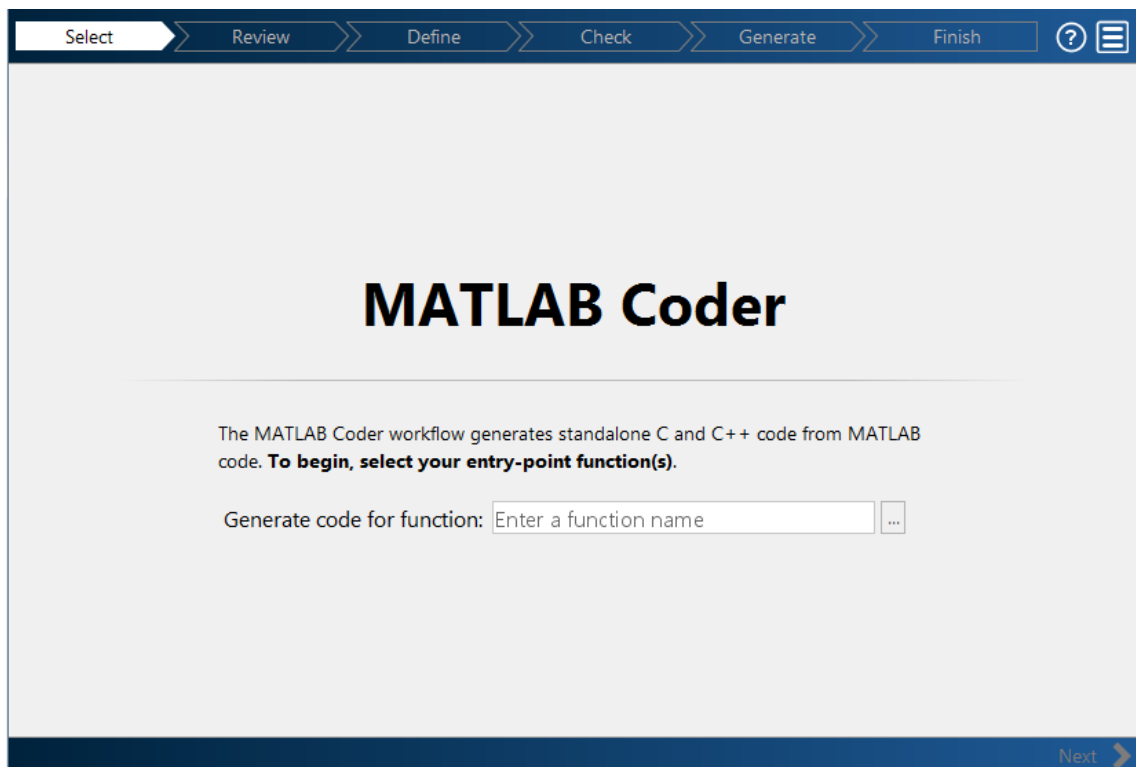 Select Review Define Check Generate Finish ?
MATLAB Coder
The MATLAB Coder workflow generates standalone C and C++ code from MATLAB
code. To begin, select your entry-point function(s).
Generate code for function: Enter a function name ...
Next